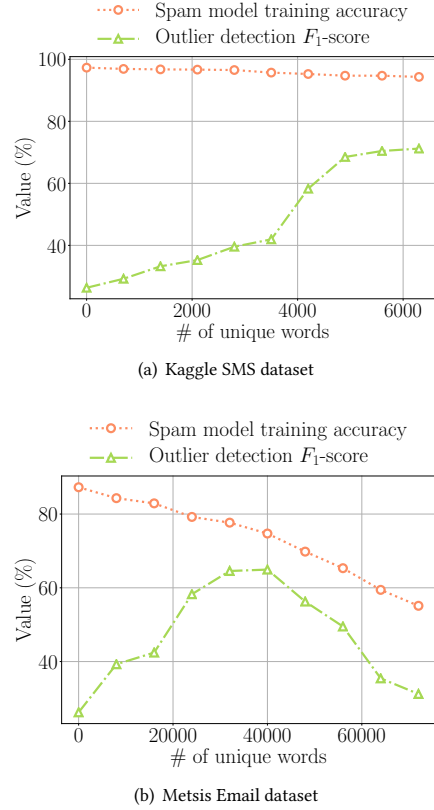 Spam model training accuracy
Outlier detection F₁-score
100
80
60
40
Value (%)
0 2000 4000 6000
# of unique words
(a) Kaggle SMS dataset
Spam model training accuracy
Outlier detection F₁-score
80
60
40
Value (%)
0 20000 40000 60000
# of unique words
(b) Metsis Email dataset